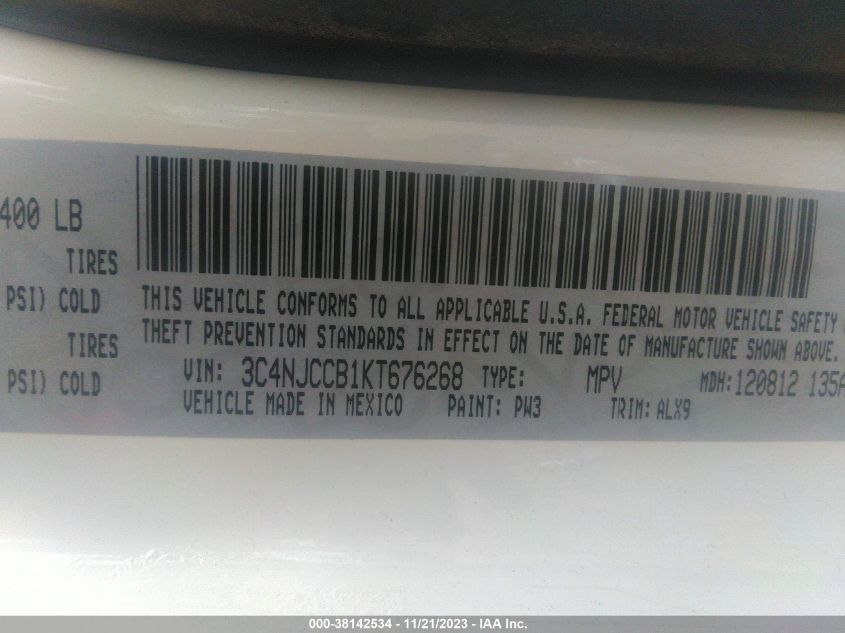 400 LB
TIRES
PSI) COLD
TIRES
PSI) COLD
THIS VEHICLE CONFORMS TO ALL APPLICABLE U.S.A. FEDERAL MOTOR VEHICLE SAFETY
THEFT PREVENTION STANDARDS IN EFFECT ON THE DATE OF MANUFACTURE SHOWN ABOVE.
VIN: 3C4NJCCB1KT676268 TYPE: MPV MDH: 120812 135A
VEHICLE MADE IN MEXICO PAINT: PW3 TRIM: ALX9
000-38142534 - 11/21/2023 - IAA Inc.